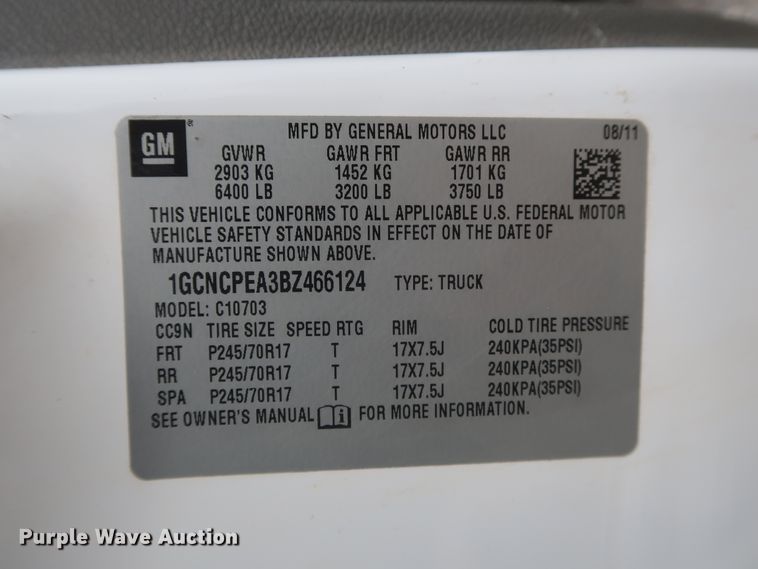 GM ® MFD BY GENERAL MOTORS LLC 08/11
GVWR GAWR FRT GAWR RR
2903 KG 1452 KG 1701 KG
6400 LB 3200 LB 3750 LB
THIS VEHICLE CONFORMS TO ALL APPLICABLE U.S. FEDERAL MOTOR
VEHICLE SAFETY STANDARDS IN EFFECT ON THE DATE OF
MANUFACTURE SHOWN ABOVE.
1GCNCPEA3BZ466124 TYPE: TRUCK
MODEL: C10703
CC9N TIRE SIZE SPEED RTG RIM COLD TIRE PRESSURE
FRT P245/70R17 T 17X7.5J 240KPA(35PSI)
RR P245/70R17 T 17X7.5J 240KPA(35PSI)
SPA P245/70R17 T 17X7.5J 240KPA(35PSI)
SEE OWNER'S MANUAL i FOR MORE INFORMATION.
Purple Wave Auction